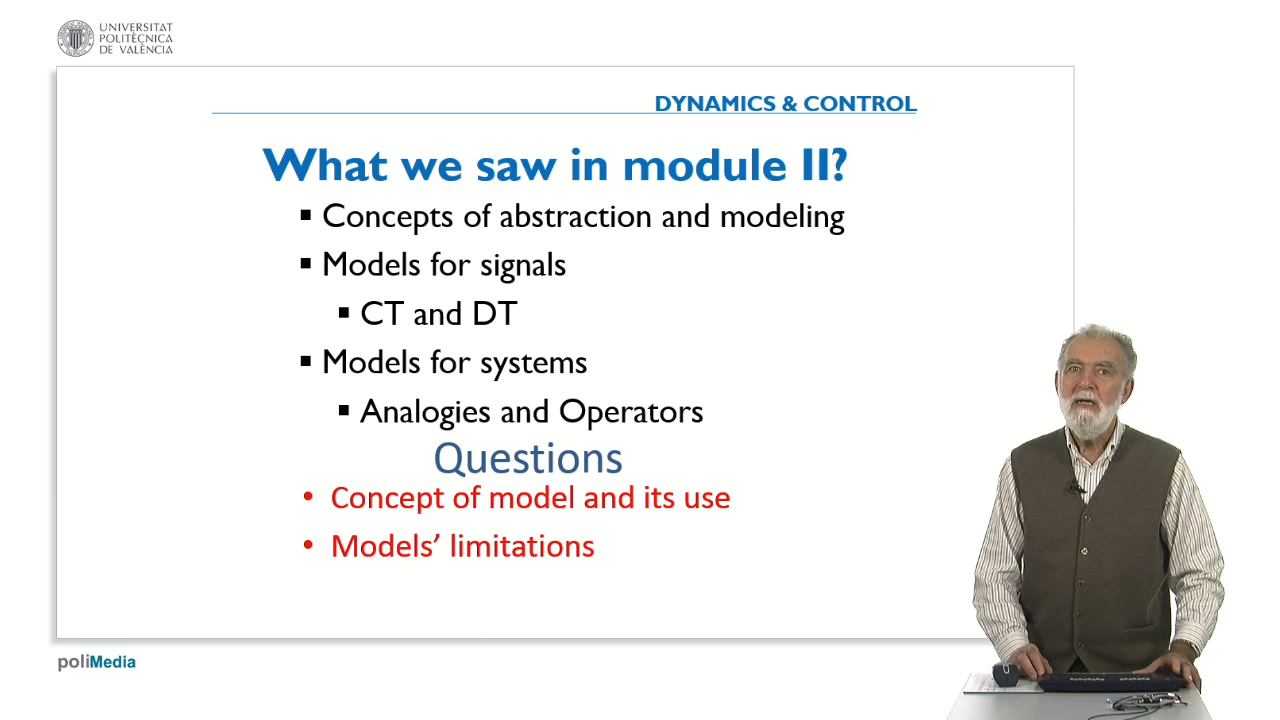 UNIVERSITAT
POLITÈCNICA
DE VALÈNCIA
DYNAMICS & CONTROL
What we saw in module II?
▪ Concepts of abstraction and modeling
▪ Models for signals
▪ CT and DT
▪ Models for systems
▪ Analogies and Operators
Questions
• Concept of model and its use
• Models’ limitations
poliMedia